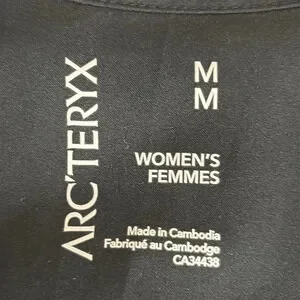 ARC'TERYX
M
M
WOMEN'S
FEMMES
Made in Cambodia
Fabriqué au Cambodge
CA34438